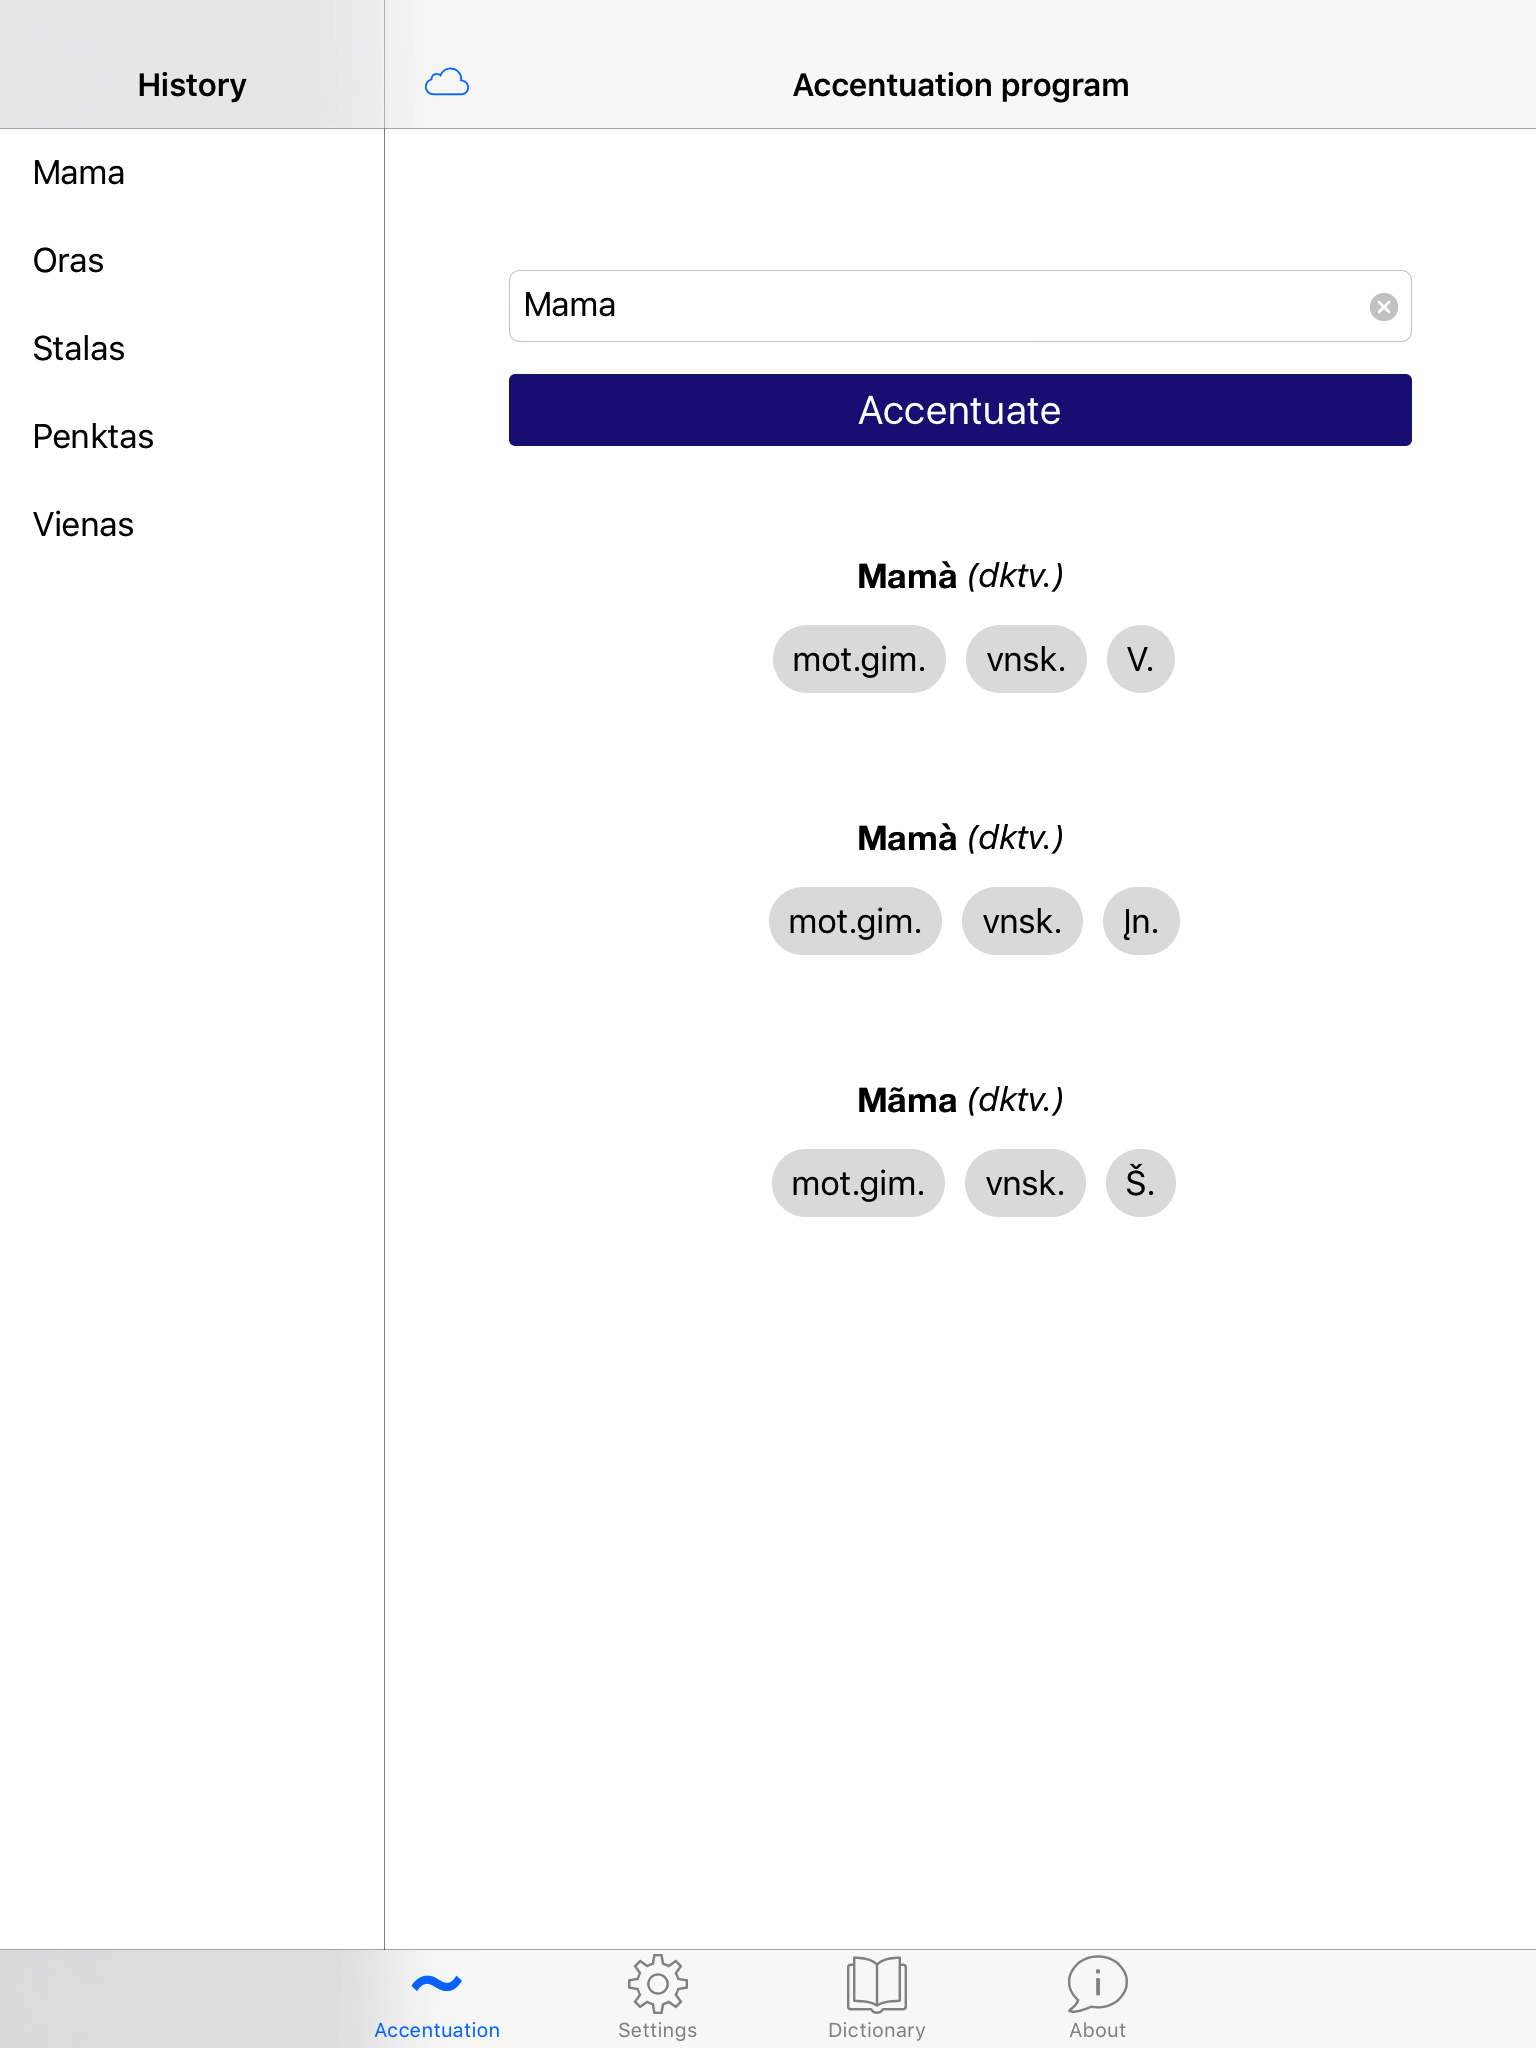 History
Accentuation program
Mama
Oras
Stalas
Penktas
Vienas
Mama
Accentuate
Mamà (dktv.)
mot.gim. vnsk. V.
Mamà (dktv.)
mot.gim. vnsk. Įn.
Mãma (dktv.)
mot.gim. vnsk. Š.
Accentuation Settings Dictionary About